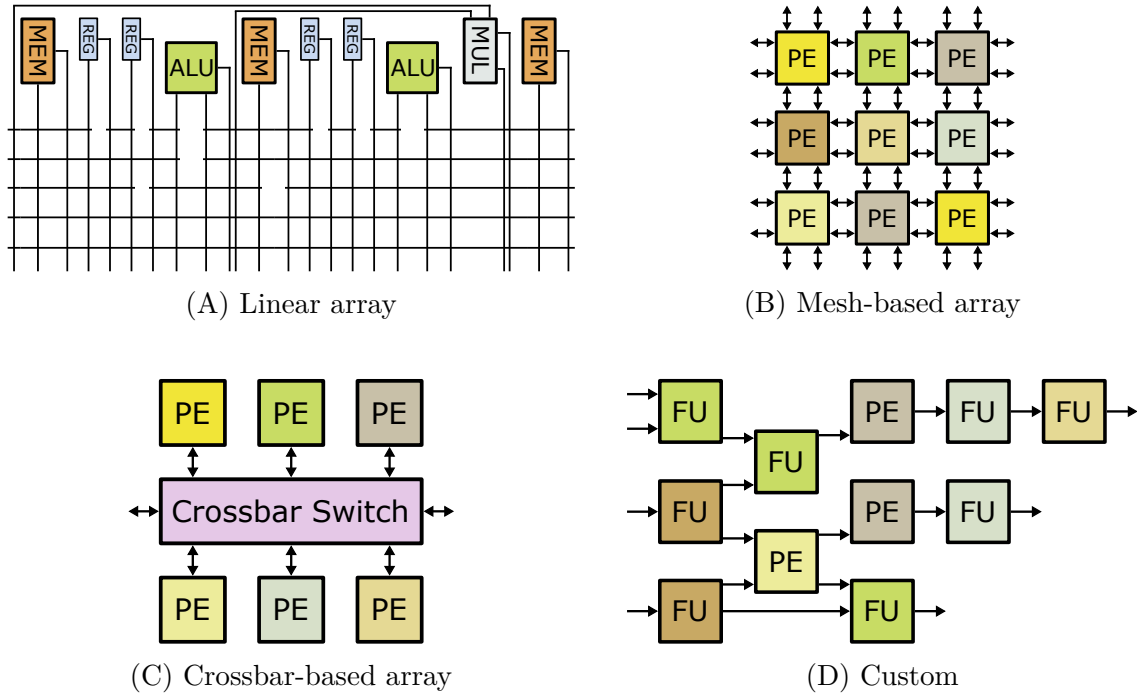 MEM REG REG ALU MEM REG REG ALU MUL MEM
(A) Linear array
PE PE PE
PE PE PE
PE PE PE
(B) Mesh-based array
PE PE PE
Crossbar Switch
PE PE PE
(C) Crossbar-based array
FU PE FU FU
FU
FU PE FU
PE
FU FU
(D) Custom